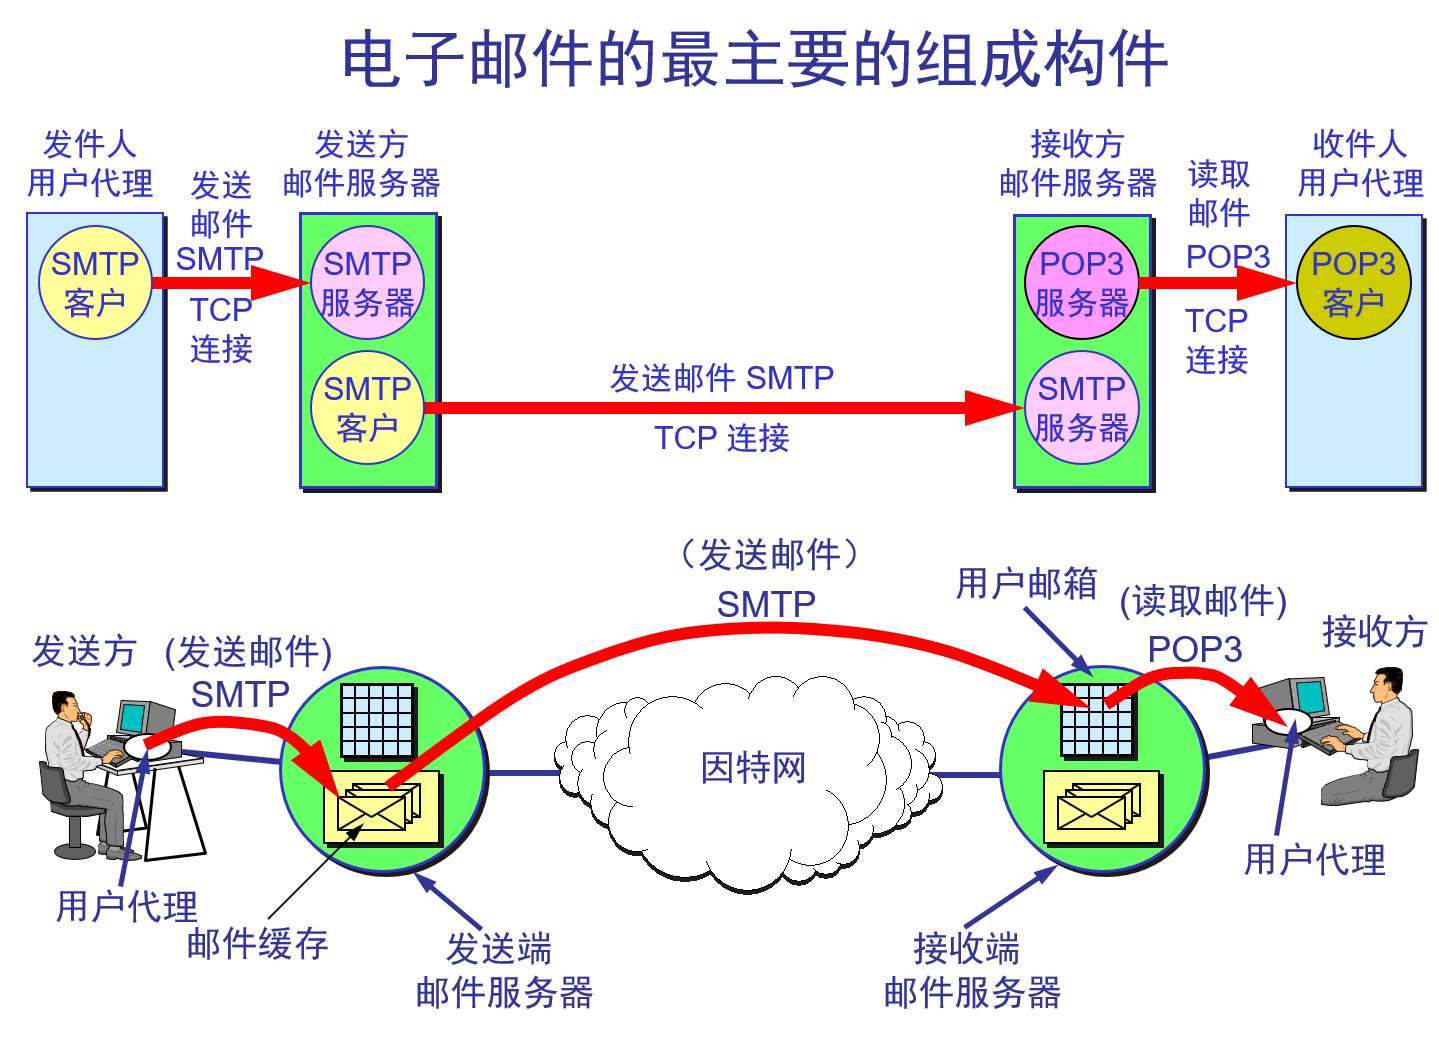 电子邮件的最主要的组成构件
发件人
用户代理
发送
邮件
SMTP
TCP
连接
发送方
邮件服务器
接收方
邮件服务器
读取
邮件
POP3
TCP
连接
收件人
用户代理
SMTP
客户
SMTP
服务器
SMTP
客户
POP3
服务器
SMTP
服务器
POP3
客户
发送邮件 SMTP
TCP 连接
（发送邮件）
SMTP
用户邮箱
(读取邮件)
POP3
接收方
发送方
(发送邮件)
SMTP
因特网
用户代理
邮件缓存
发送端
邮件服务器
接收端
邮件服务器
用户代理